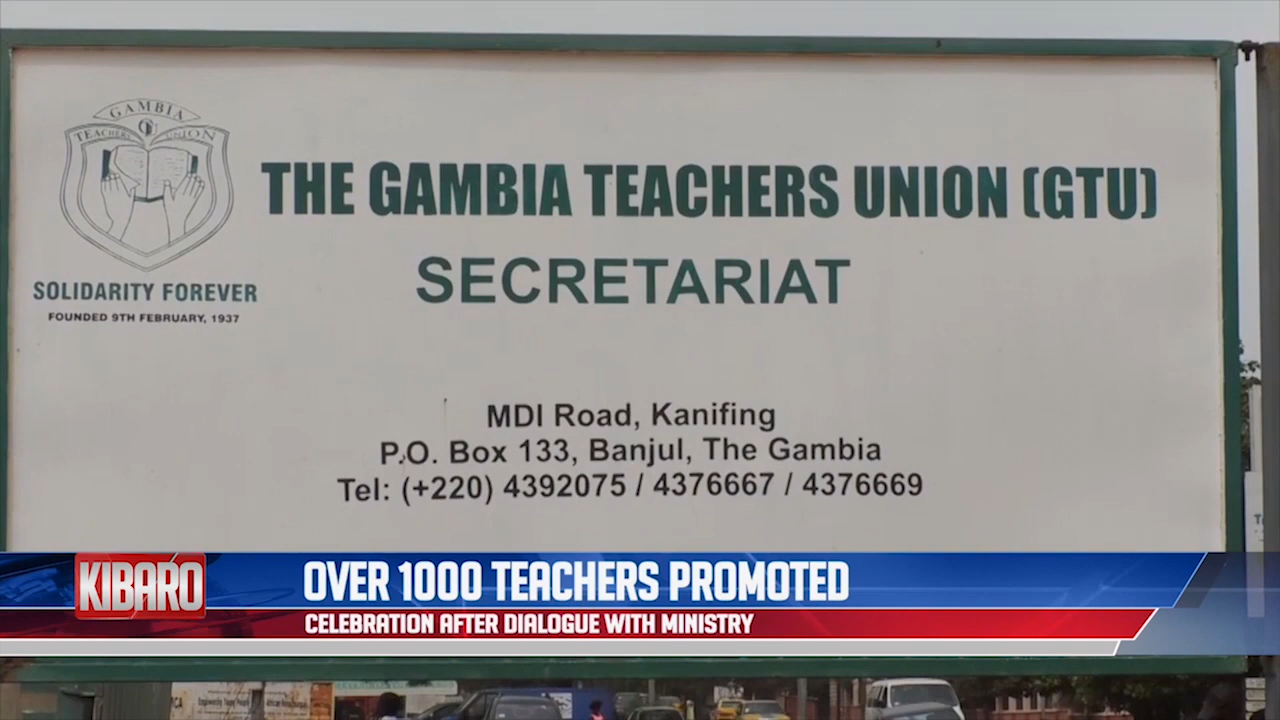 GAMBIA
TEACHERS UNION
THE GAMBIA TEACHERS UNION (GTU)
SECRETARIAT
SOLIDARITY FOREVER
FOUNDED 9TH FEBRUARY, 1937
MDI Road, Kanifing
P.O. Box 133, Banjul, The Gambia
Tel: (+220) 4392075 / 4376667 / 4376669
KIBARO
OVER 1000 TEACHERS PROMOTED
CELEBRATION AFTER DIALOGUE WITH MINISTRY